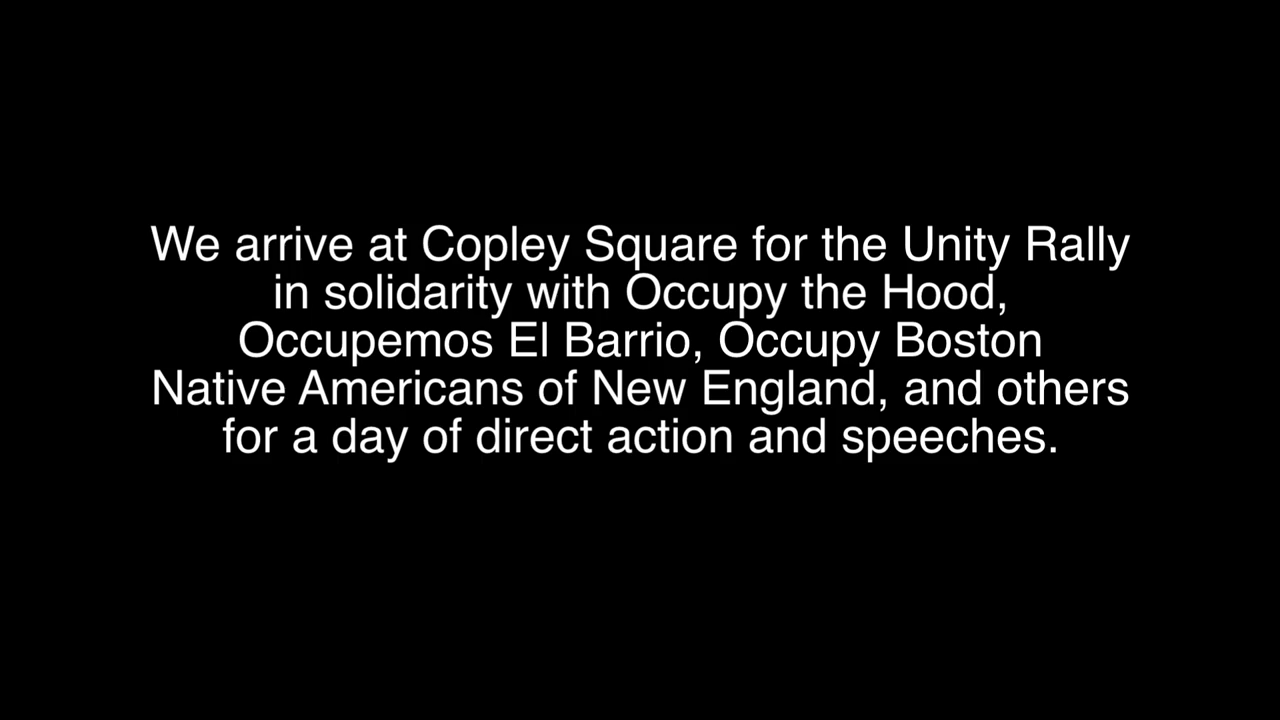 We arrive at Copley Square for the Unity Rally
in solidarity with Occupy the Hood,
Occupemos El Barrio, Occupy Boston
Native Americans of New England, and others
for a day of direct action and speeches.